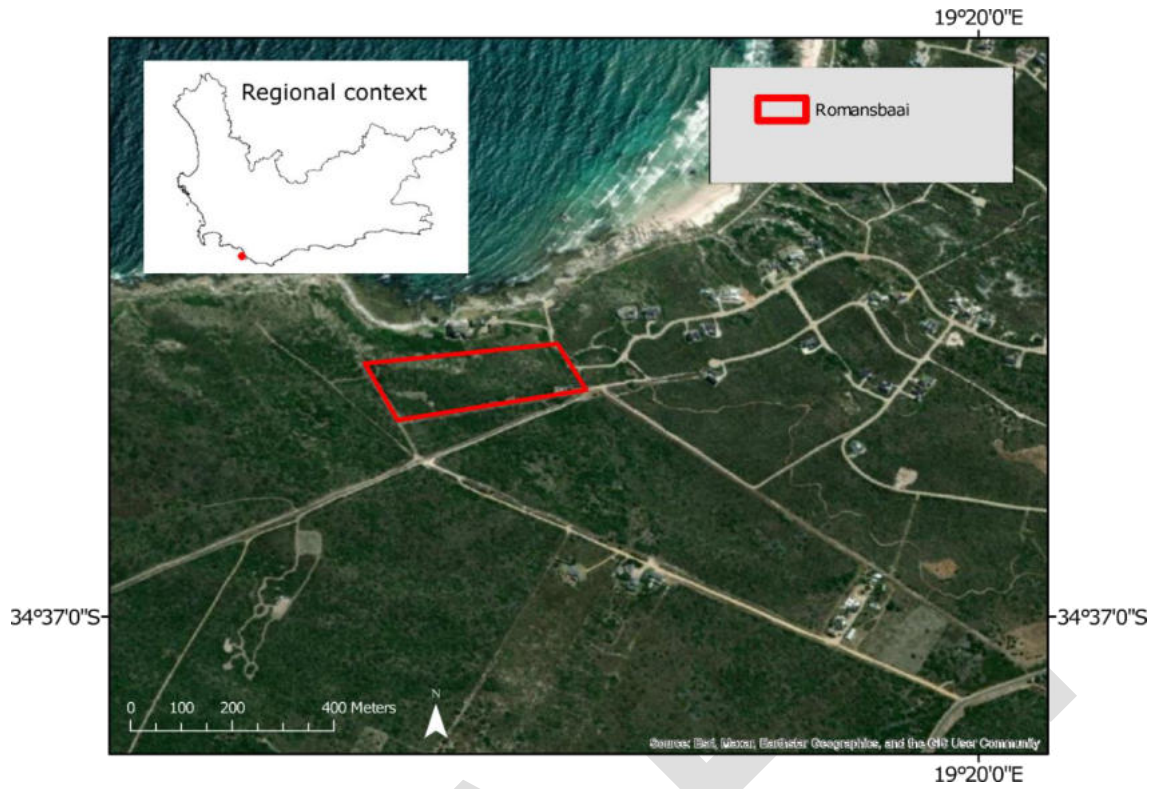 19°20'0"E
Regional context
Romansbaai
34°37'0"S
34°37'0"S
0 100 200 400 Meters
N
Source: Esri, Maxar, Earthstar Geographics, and the GIS User Community
19°20'0"E